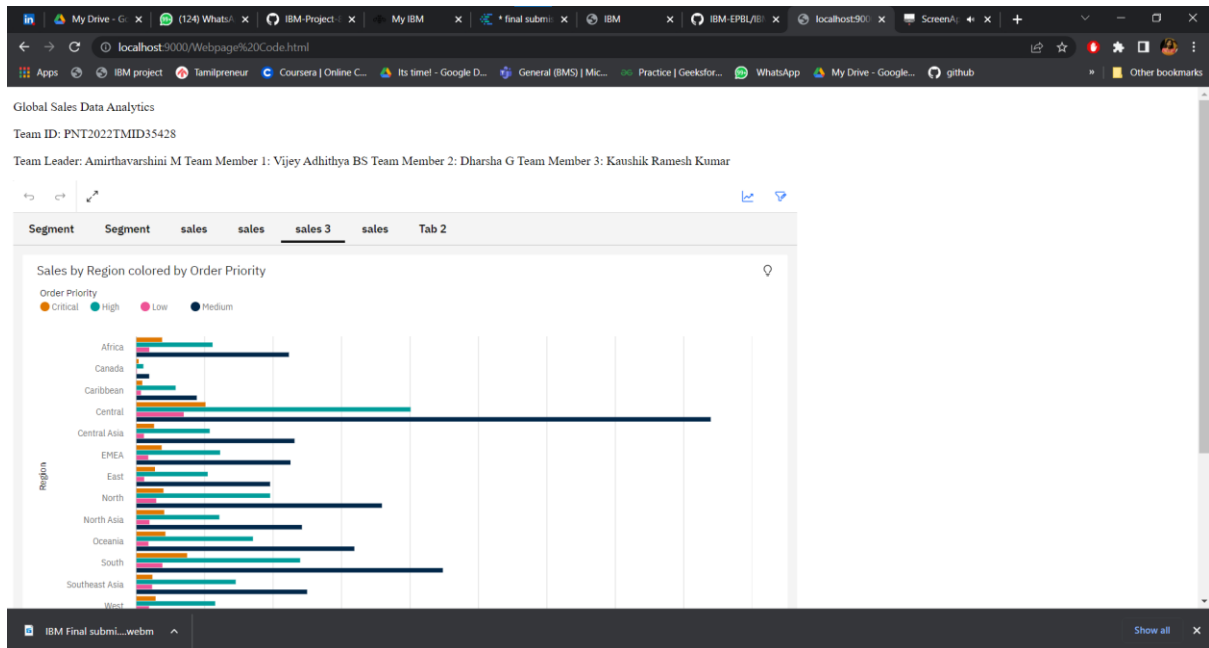 My Drive - Go
(124) WhatsA
IBM-Project-
My IBM
* final submis
IBM
IBM-EPBL/IB
localhost:900
ScreenAp
localhost:9000/Webpage%20Code.html
Apps
IBM project
Tamilpreneur
Coursera | Online C...
Its time! - Google D...
General (BMS) | Mic...
Practice | Geeksfor...
WhatsApp
My Drive - Google...
github
»
Other bookmarks
Global Sales Data Analytics
Team ID: PNT2022TMID35428
Team Leader: Amirthavarshini M Team Member 1: Vijey Adhithya BS Team Member 2: Dharsha G Team Member 3: Kaushik Ramesh Kumar
Segment Segment sales sales sales 3 sales Tab 2
Sales by Region colored by Order Priority
Order Priority
Critical High Low Medium
Region
Africa
Canada
Caribbean
Central
Central Asia
EMEA
East
North
North Asia
Oceania
South
Southeast Asia
West
IBM Final submi....webm
Show all